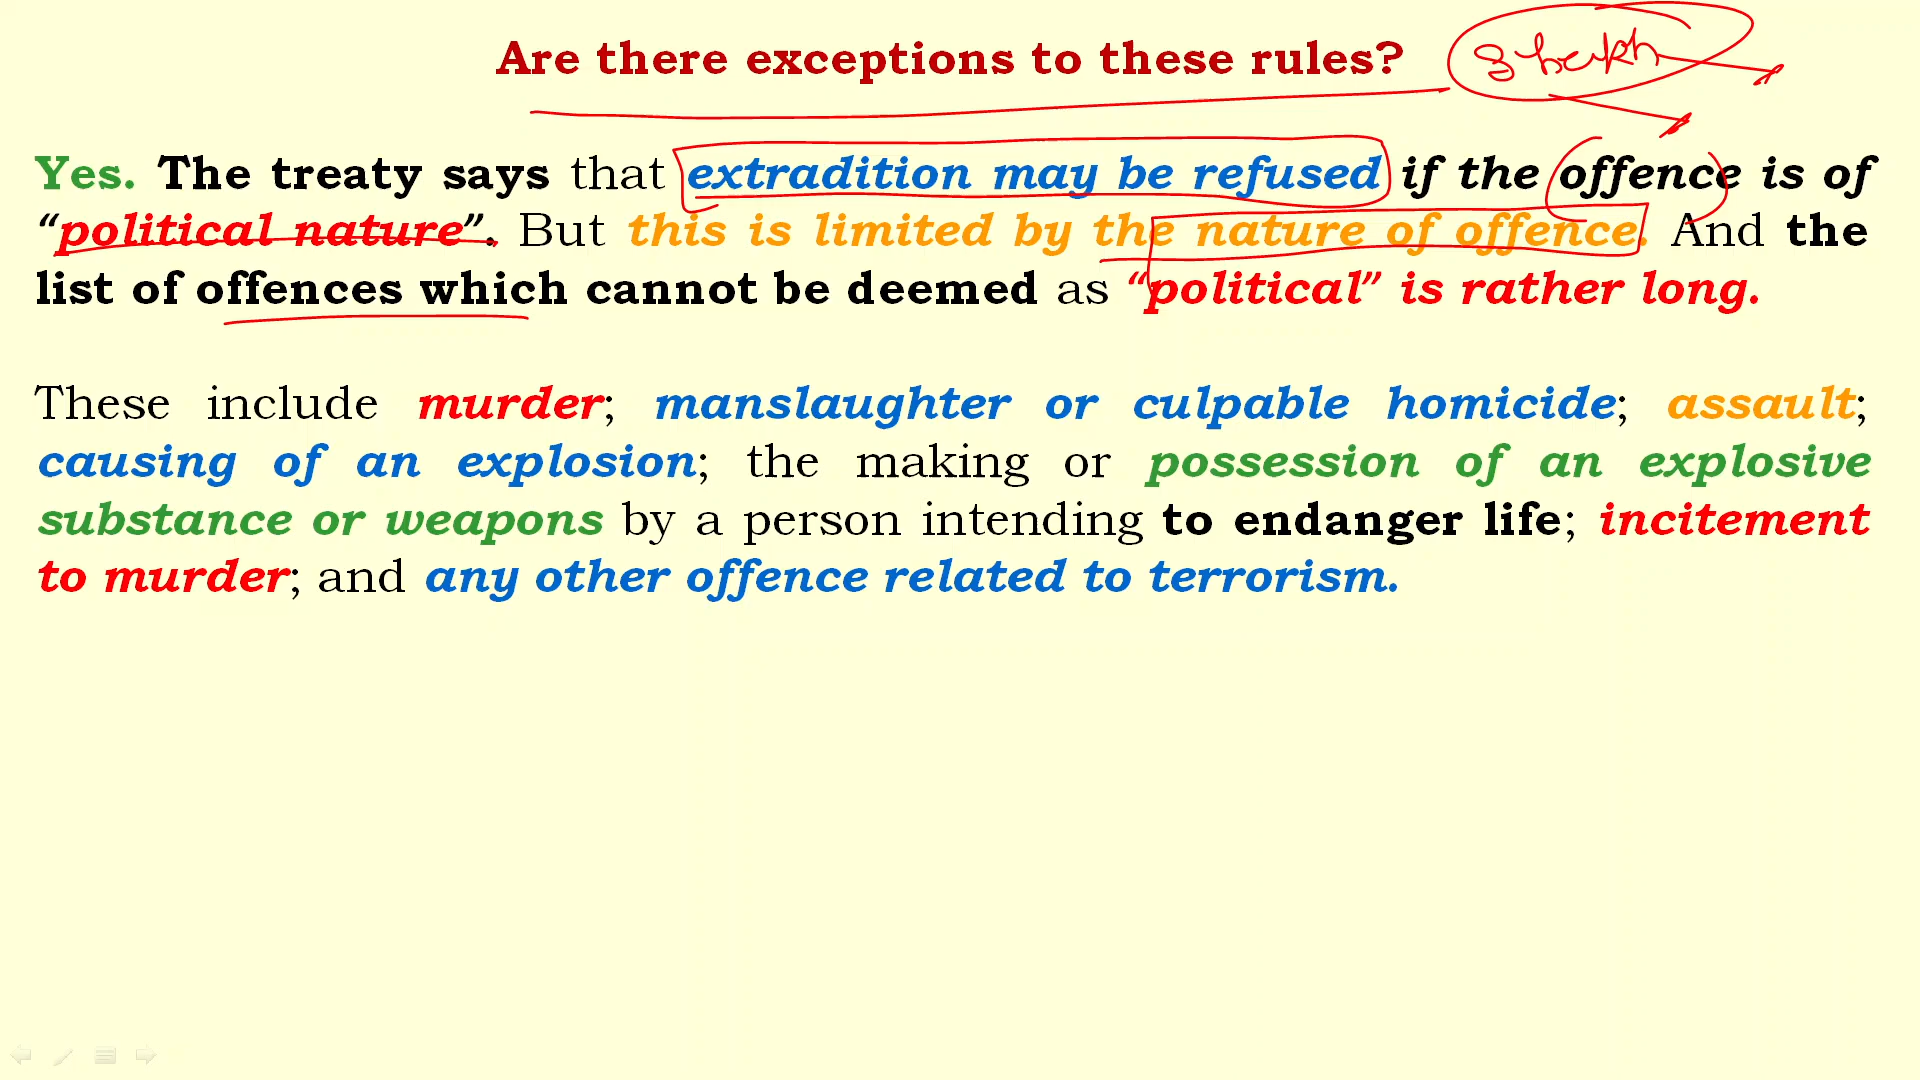 Are there exceptions to these rules?
Yes. The treaty says that extradition may be refused if the offence is of
“political nature”. But this is limited by the nature of offence. And the
list of offences which cannot be deemed as “political” is rather long.
These include murder; manslaughter or culpable homicide; assault;
causing of an explosion; the making or possession of an explosive
substance or weapons by a person intending to endanger life; incitement
to murder; and any other offence related to terrorism.